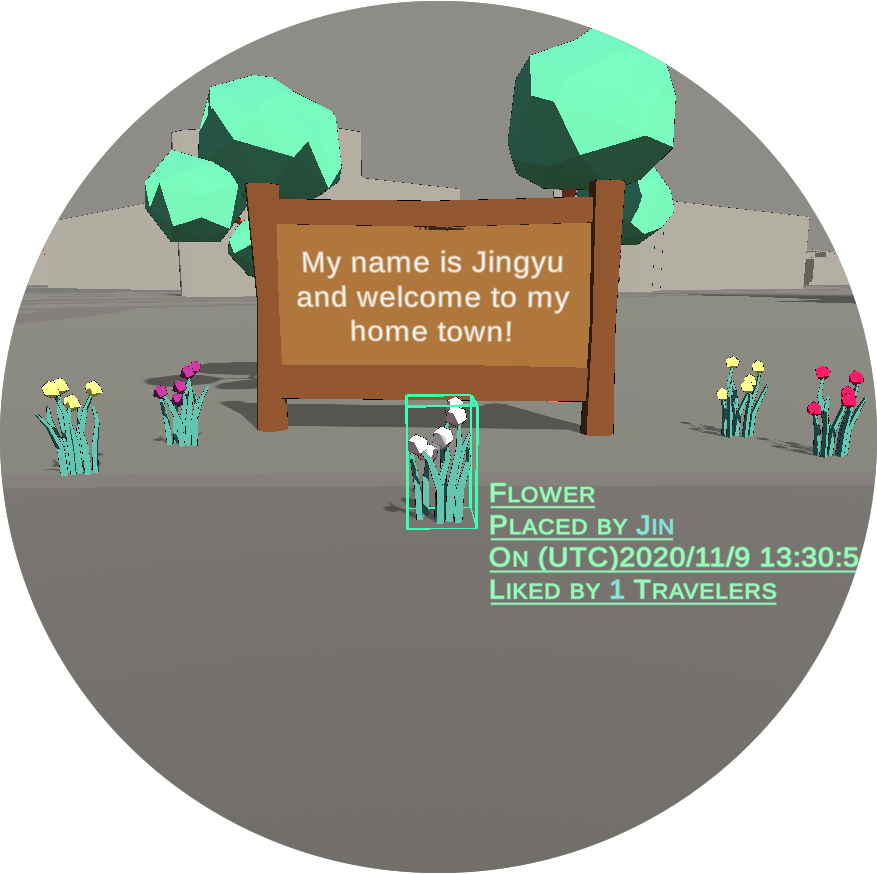 My name is Jingyu
and welcome to my
home town!
Flower
Placed by Jin
On (UTC)2020/11/9 13:30:5
Liked by 1 Travelers